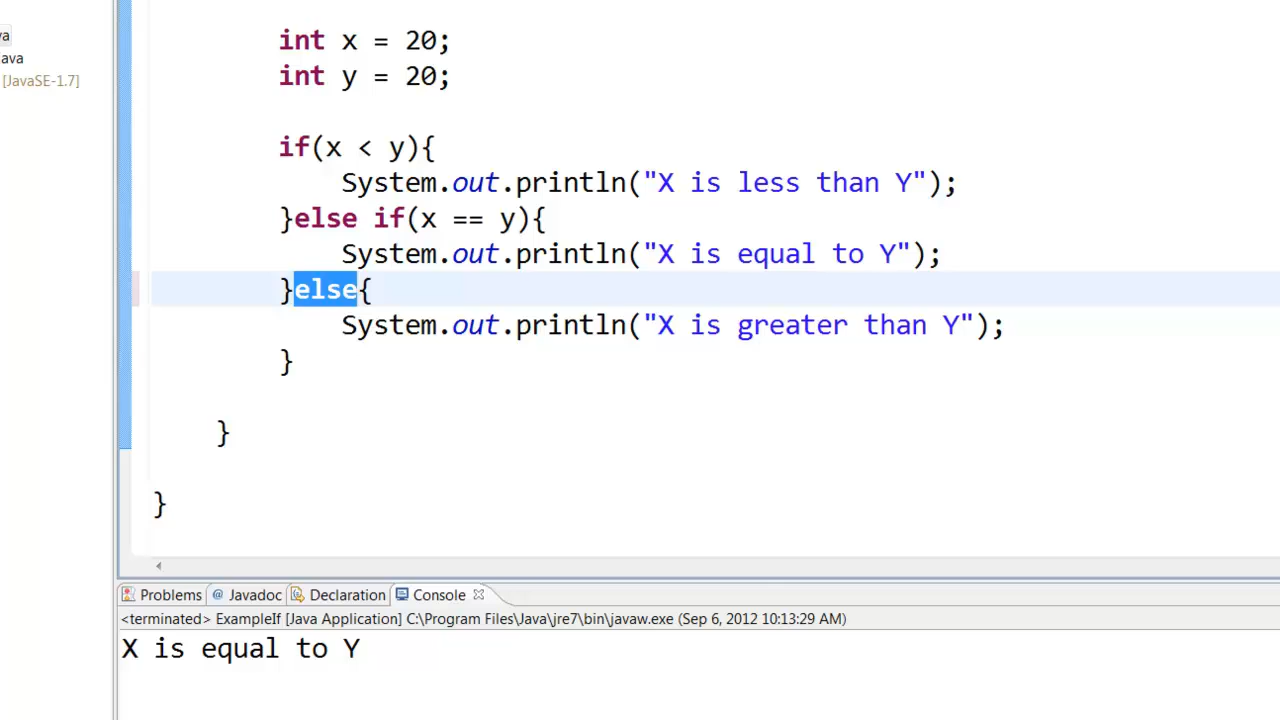 va
ava
[JavaSE-1.7]
int x = 20;
int y = 20;
if(x < y){
System.out.println("X is less than Y");
}else if(x == y){
System.out.println("X is equal to Y");
}else{
System.out.println("X is greater than Y");
}
}
}
Problems @ Javadoc Declaration Console
<terminated> ExampleIf [Java Application] C:\Program Files\Java\jre7\bin\javaw.exe (Sep 6, 2012 10:13:29 AM)
X is equal to Y